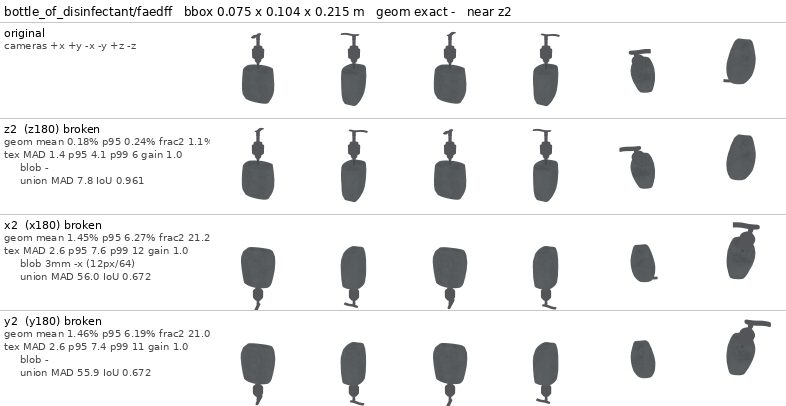 bottle_of_disinfectant/faedff bbox 0.075 x 0.104 x 0.215 m geom exact - near z2
original
cameras +x +y -x -y +z -z
z2 (z180) broken
geom mean 0.18% p95 0.24% frac2 1.1%
tex MAD 1.4 p95 4.1 p99 6 gain 1.0
blob -
union MAD 7.8 IoU 0.961
x2 (x180) broken
geom mean 1.45% p95 6.27% frac2 21.2
tex MAD 2.6 p95 7.6 p99 12 gain 1.0
blob 3mm -x (12px/64)
union MAD 56.0 IoU 0.672
y2 (y180) broken
geom mean 1.46% p95 6.19% frac2 21.0
tex MAD 2.6 p95 7.4 p99 11 gain 1.0
blob -
union MAD 55.9 IoU 0.672